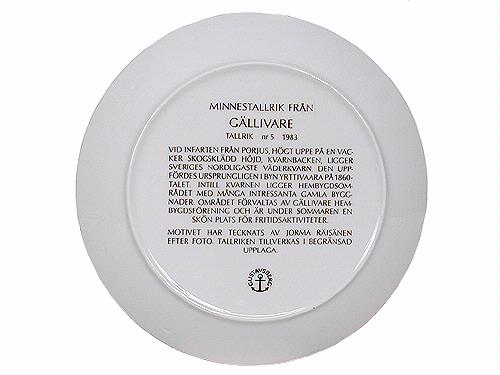 MINNESTALLRIK FRÅN
GÄLLIVARE
TALLRIK nr 5 1983
VID INFARTEN FRÅN PORJUS, HÖGT UPPE PÅ EN VAC-
KER SKOGSKLÄDD HÖJD, KVARNBACKEN, LIGGER
SVERIGES NORDLIGASTE VÄDERKVARN. DEN UPP-
FÖRDES URSPRUNGLIGEN I BYN YRTTIVAARA PÅ 1860-
TALET. INTILL KVARNEN LIGGER HEMBYGDSOM-
RÅDET MED MÅNGA INTRESSANTA GAMLA BYGG-
NADER. OMRÅDET FÖRVALTAS AV GÄLLIVARE HEM-
BYGDSFÖRENING OCH ÄR UNDER SOMMAREN EN
SKÖN PLATS FÖR FRITIDSAKTIVITETER.
MOTIVET HAR TECKNATS AV JORMA RÄISÄNEN
EFTER FOTO. TALLRIKEN TILLVERKAS I BEGRÄNSAD
UPPLAGA.
GUSTAVSBERG